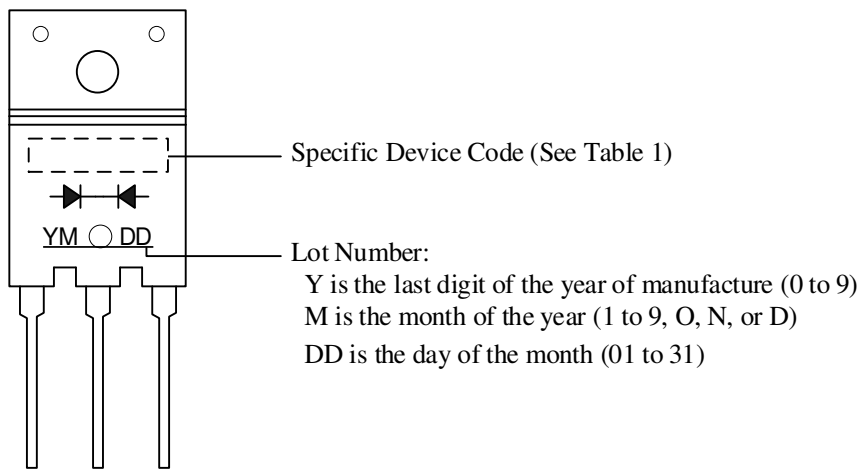 Specific Device Code (See Table 1)
YM DD
Lot Number:
Y is the last digit of the year of manufacture (0 to 9)
M is the month of the year (1 to 9, O, N, or D)
DD is the day of the month (01 to 31)